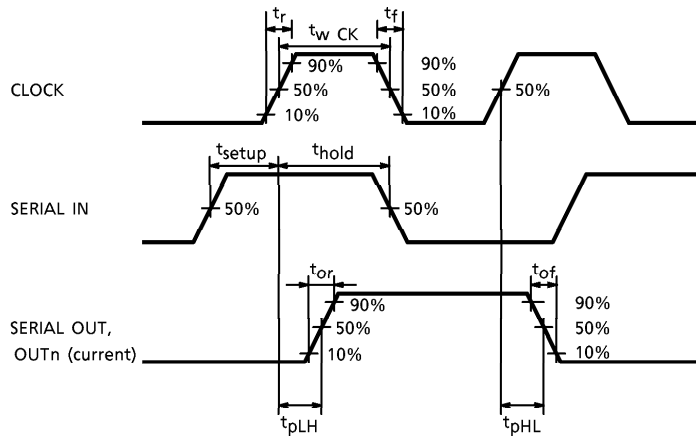 tr
tw CK
tf
CLOCK
90%
50%
10%
90%
50%
10%
50%
tsetup
thold
SERIAL IN
50%
50%
tor
tof
SERIAL OUT,
OUTn (current)
90%
50%
10%
90%
50%
10%
tpLH
tpHL